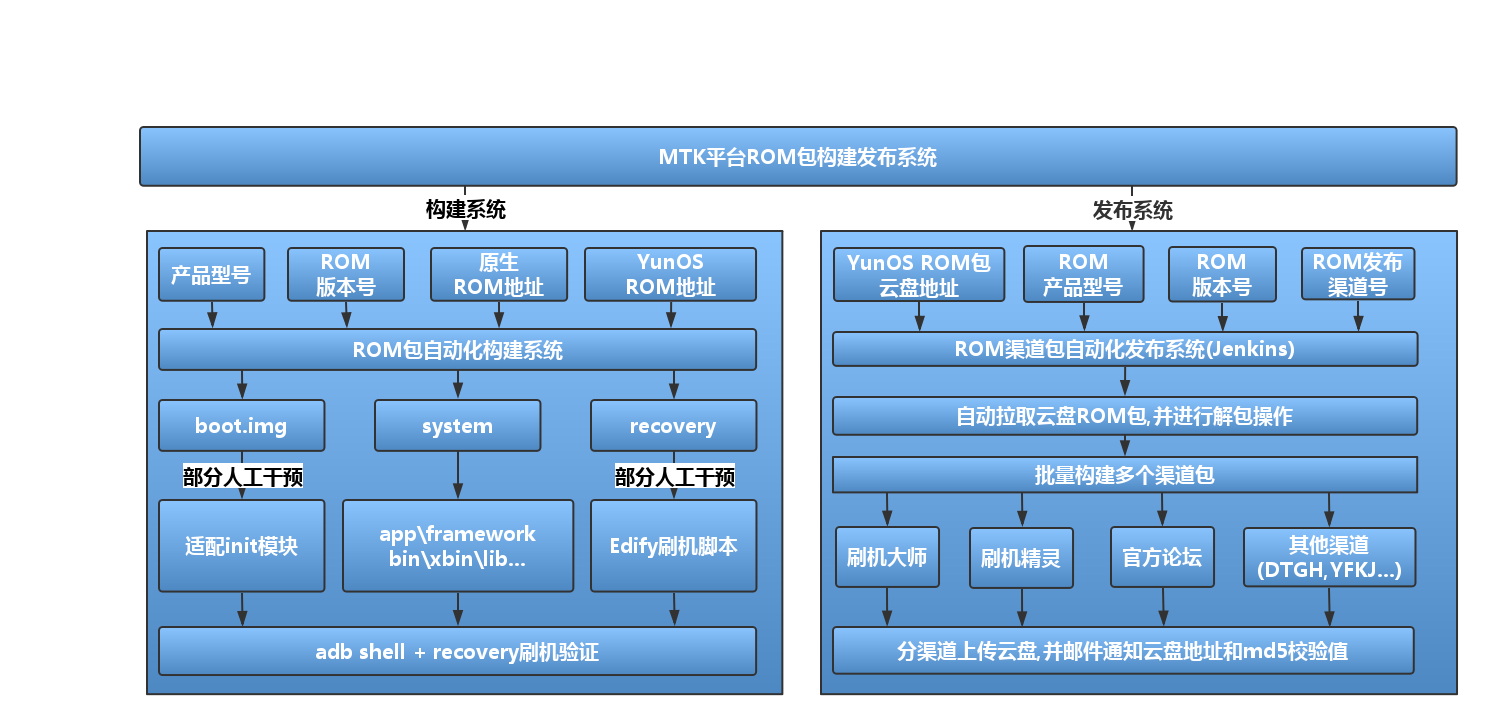 MTK平台ROM包构建发布系统
构建系统
产品型号
ROM
版本号
原生
ROM地址
YunOS
ROM地址
ROM包自动化构建系统
boot.img
system
recovery
部分人工干预
部分人工干预
适配init模块
app\framework
bin\xbin\lib...
Edify刷机脚本
adb shell + recovery刷机验证
发布系统
YunOS ROM包
云盘地址
ROM
产品型号
ROM
版本号
ROM发布
渠道号
ROM渠道包自动化发布系统(Jenkins)
自动拉取云盘ROM包,并进行解包操作
批量构建多个渠道包
刷机大师
刷机精灵
官方论坛
其他渠道
(DTGH,YFKJ...)
分渠道上传云盘,并邮件通知云盘地址和md5校验值